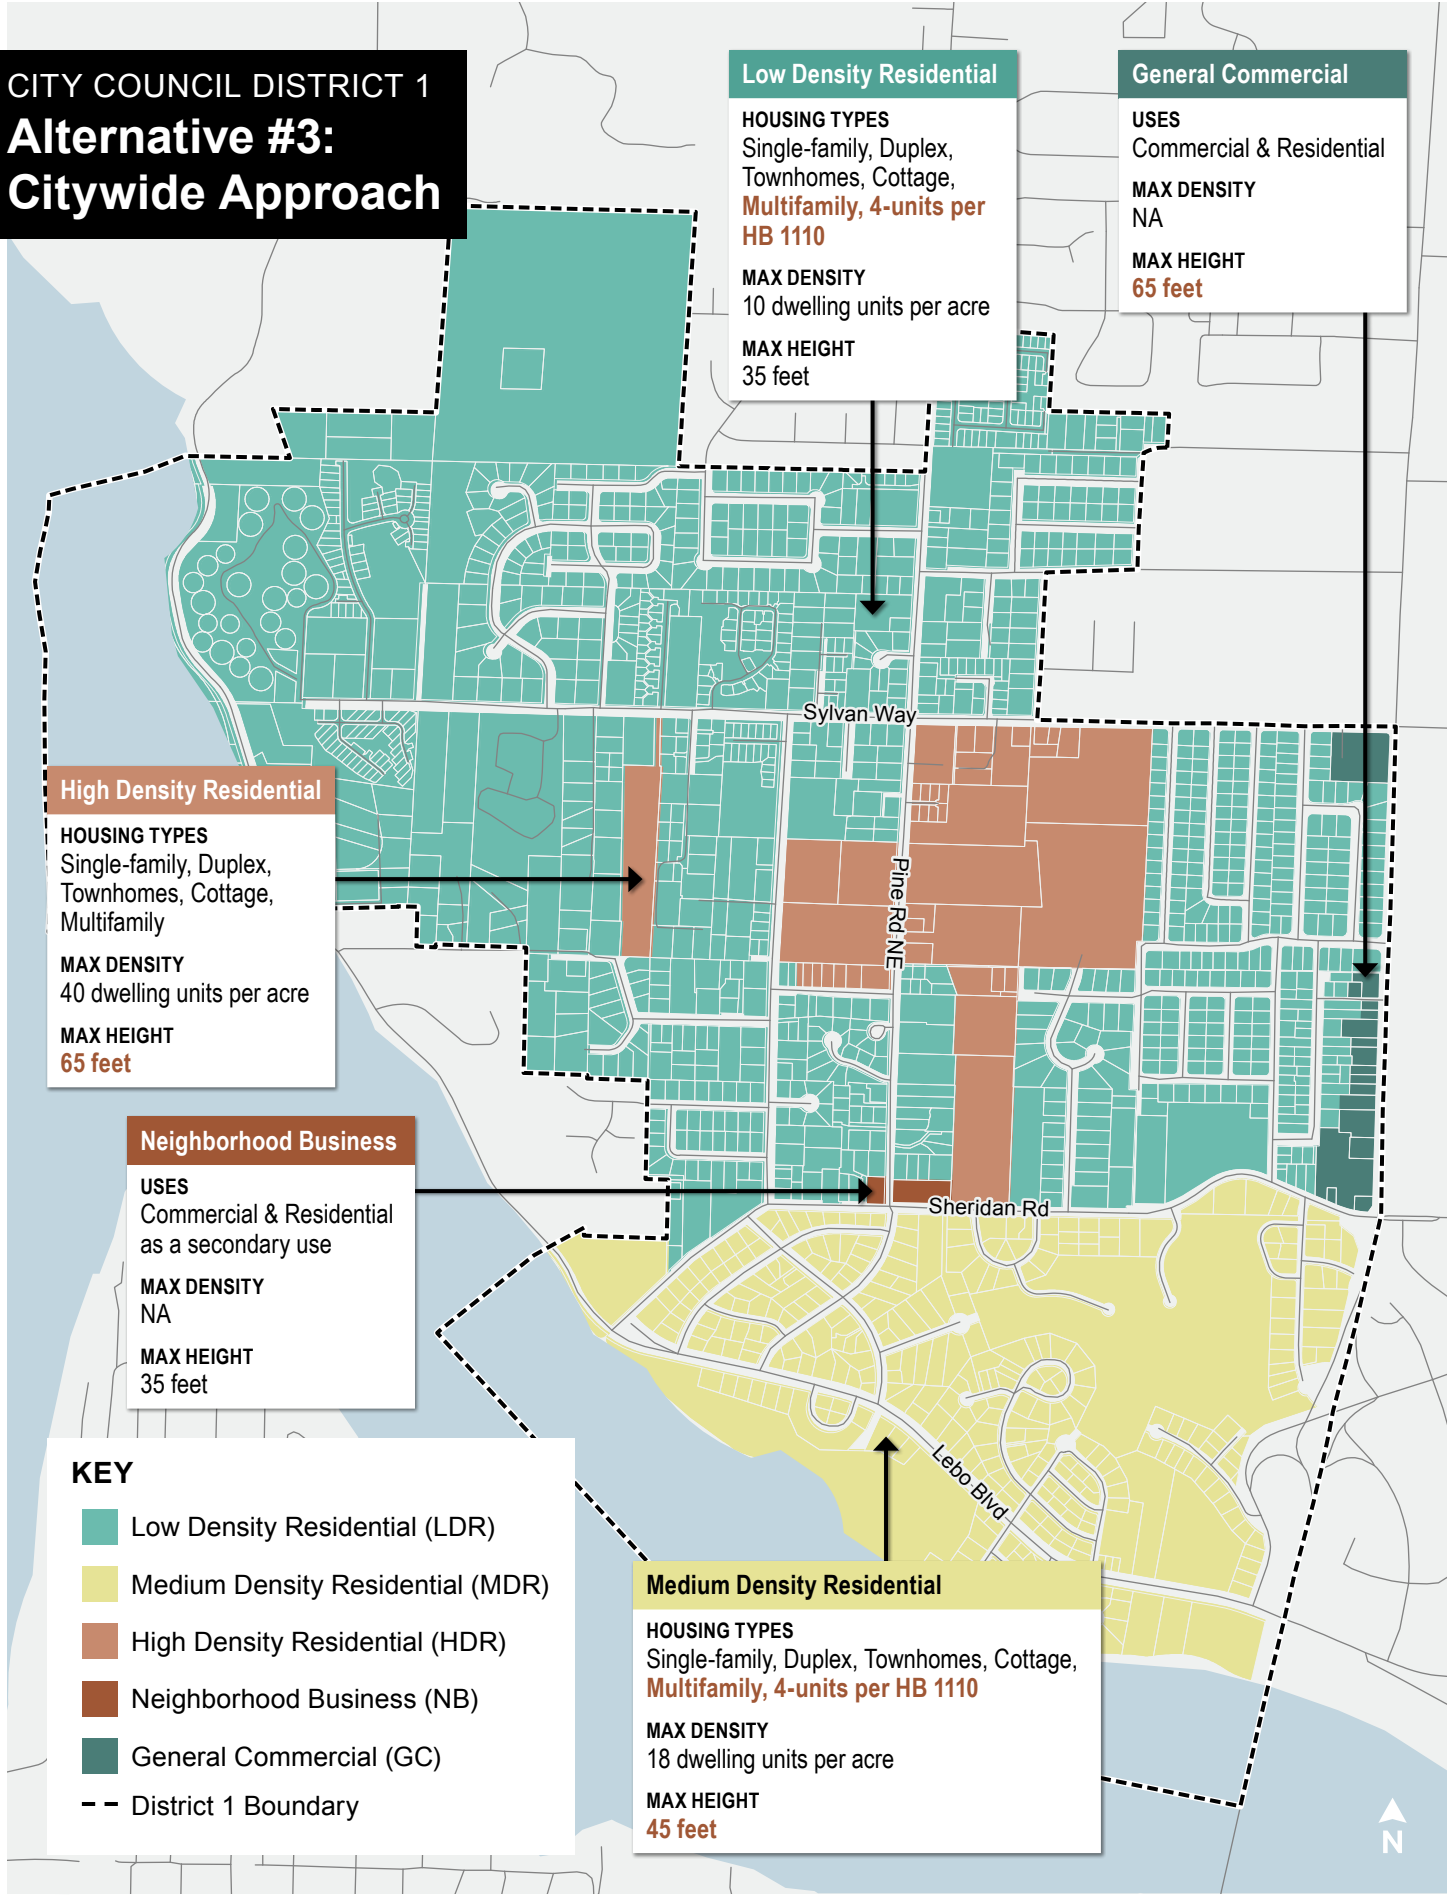 CITY COUNCIL DISTRICT 1
Alternative #3:
Citywide Approach
Low Density Residential
HOUSING TYPES
Single-family, Duplex,
Townhomes, Cottage,
Multifamily, 4-units per
HB 1110
MAX DENSITY
10 dwelling units per acre
MAX HEIGHT
35 feet
General Commercial
USES
Commercial & Residential
MAX DENSITY
NA
MAX HEIGHT
65 feet
Sylvan Way
High Density Residential
HOUSING TYPES
Single-family, Duplex,
Townhomes, Cottage,
Multifamily
MAX DENSITY
40 dwelling units per acre
MAX HEIGHT
65 feet
Pine Rd NE
Neighborhood Business
USES
Commercial & Residential
as a secondary use
MAX DENSITY
NA
MAX HEIGHT
35 feet
Sheridan Rd
Lebo Blvd
KEY
Low Density Residential (LDR)
Medium Density Residential (MDR)
High Density Residential (HDR)
Neighborhood Business (NB)
General Commercial (GC)
District 1 Boundary
Medium Density Residential
HOUSING TYPES
Single-family, Duplex, Townhomes, Cottage,
Multifamily, 4-units per HB 1110
MAX DENSITY
18 dwelling units per acre
MAX HEIGHT
45 feet
N